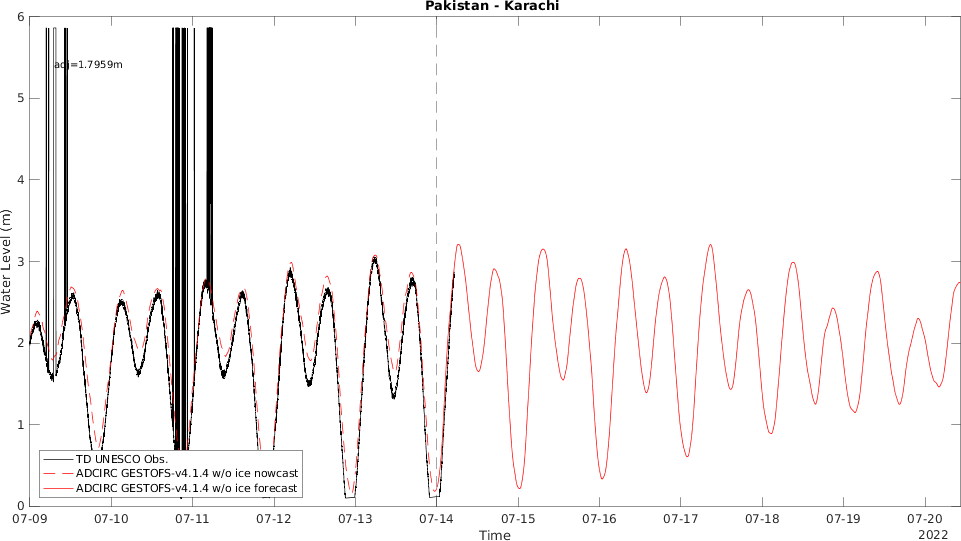 Pakistan - Karachi
6
adj=1.7959m
5
4
3
Water Level (m)
2
1
TD UNESCO Obs.
ADCIRC GESTOFS-v4.1.4 w/o ice nowcast
ADCIRC GESTOFS-v4.1.4 w/o ice forecast
0
07-09 07-10 07-11 07-12 07-13 07-14 07-15 07-16 07-17 07-18 07-19 07-20
Time
2022